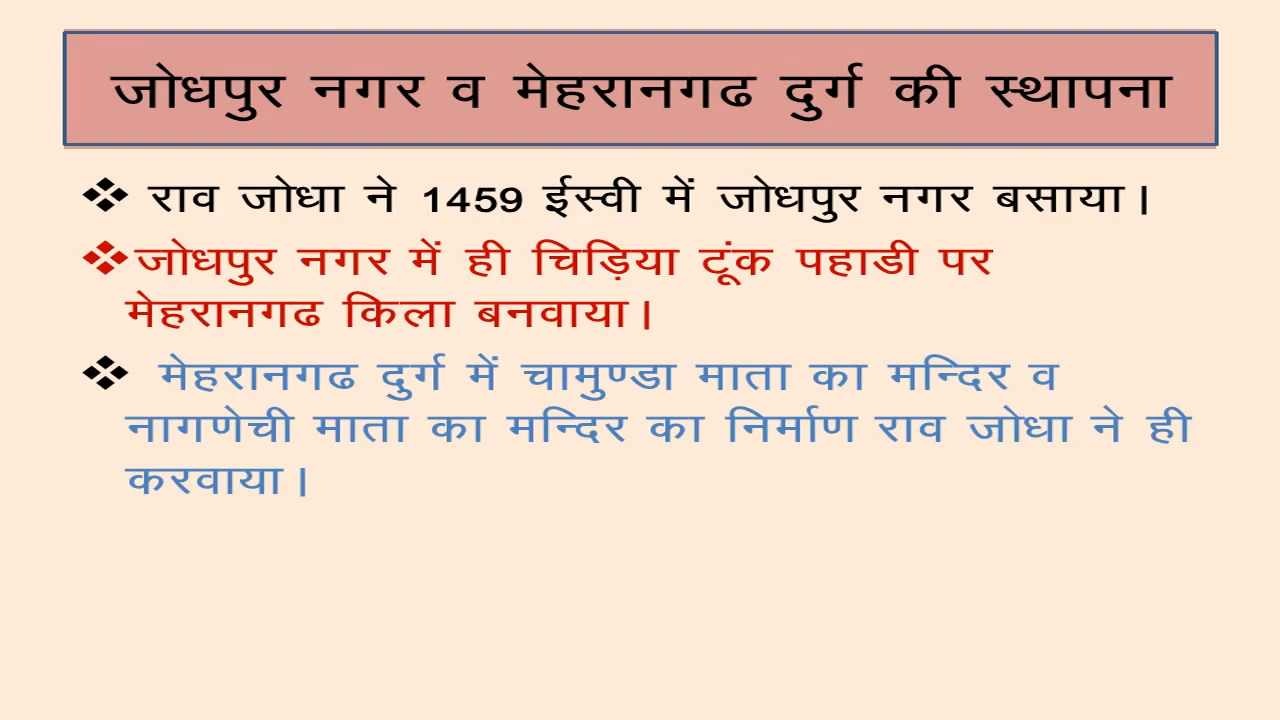 जोधपुर नगर व मेहरानगढ दुर्ग की स्थापना
❖ राव जोधा ने 1459 ईस्वी में जोधपुर नगर बसाया।
❖जोधपुर नगर में ही चिड़िया टूंक पहाडी पर
मेहरानगढ किला बनवाया।
❖ मेहरानगढ दुर्ग में चामुण्डा माता का मन्दिर व
नागणेची माता का मन्दिर का निर्माण राव जोधा ने ही
करवाया।